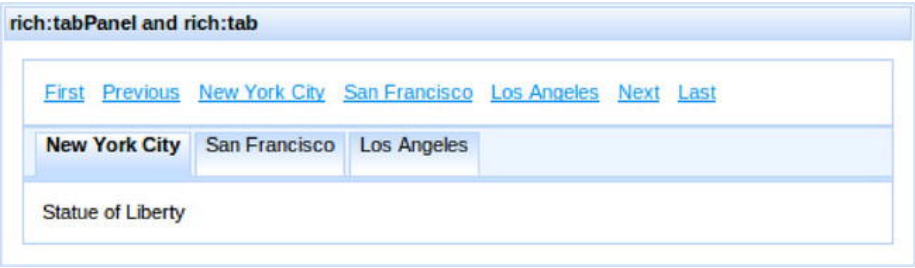 rich:tabPanel and rich:tab
First Previous New York City San Francisco Los Angeles Next Last
New York City San Francisco Los Angeles
Statue of Liberty